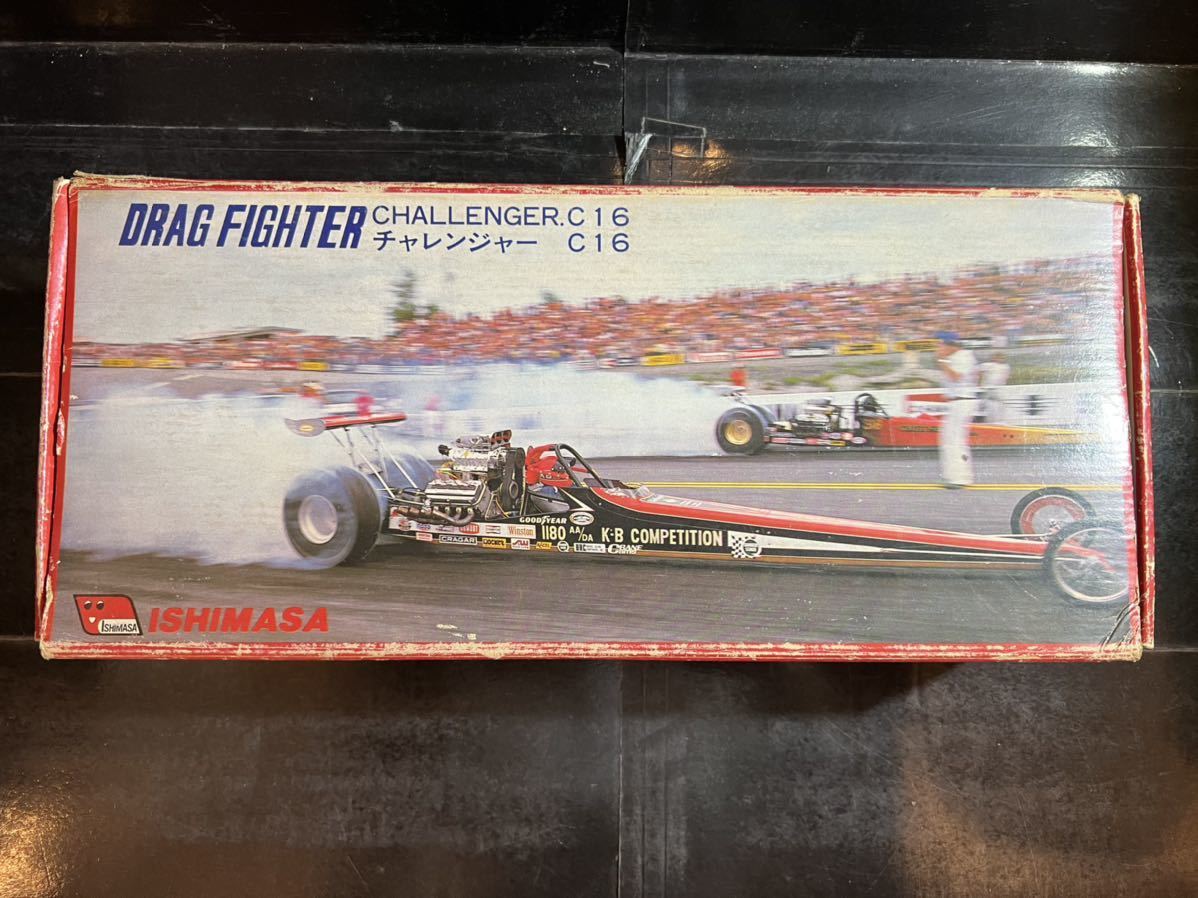 DRAG FIGHTER CHALLENGER.C16
チャレンジャー C16
GOODYEAR
Winston 1180 AA/DA K·B COMPETITION
CRAGAR
CRANE
ISHIMASA ISHIMASA